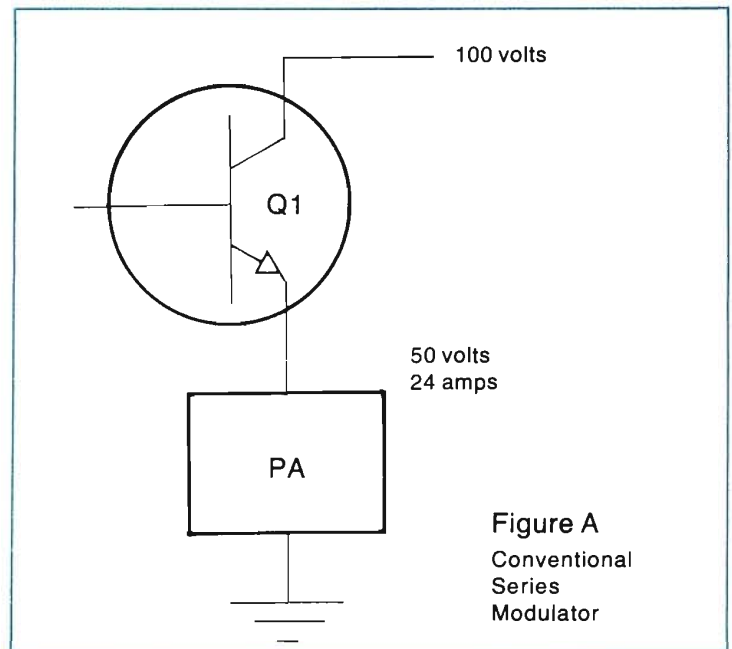 100 volts
Q1
50 volts
24 amps
PA
Figure A
Conventional
Series
Modulator